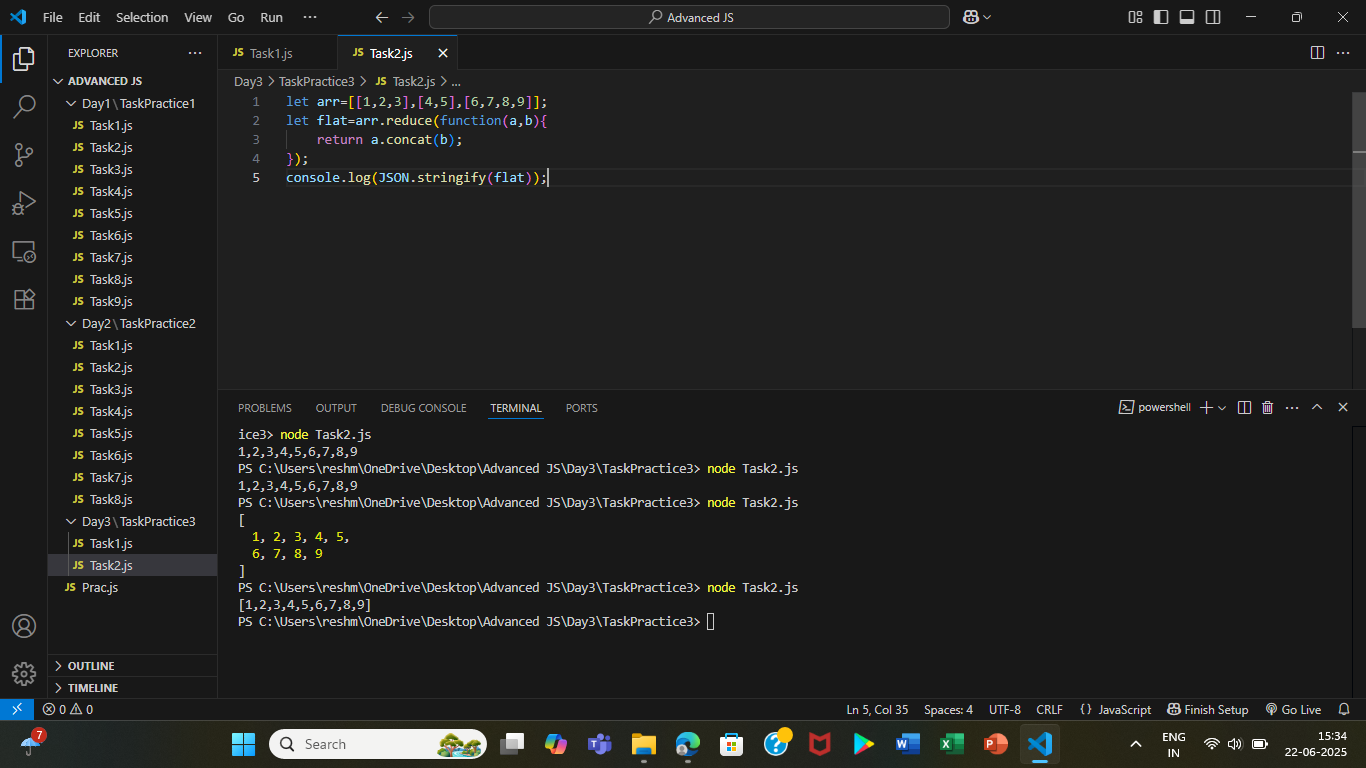 File Edit Selection View Go Run ··· Advanced JS
EXPLORER ···
ADVANCED JS
Day1\TaskPractice1
JS Task1.js
JS Task2.js
JS Task3.js
JS Task4.js
JS Task5.js
JS Task6.js
JS Task7.js
JS Task8.js
JS Task9.js
Day2\TaskPractice2
JS Task1.js
JS Task2.js
JS Task3.js
JS Task4.js
JS Task5.js
JS Task6.js
JS Task7.js
JS Task8.js
Day3\TaskPractice3
JS Task1.js
JS Task2.js
JS Prac.js
OUTLINE
TIMELINE
JS Task1.js JS Task2.js
Day3 > TaskPractice3 > JS Task2.js > ...
1 let arr=[[1,2,3],[4,5],[6,7,8,9]];
2 let flat=arr.reduce(function(a,b){
3 return a.concat(b);
4 });
5 console.log(JSON.stringify(flat));
PROBLEMS OUTPUT DEBUG CONSOLE TERMINAL PORTS powershell
ice3> node Task2.js
1,2,3,4,5,6,7,8,9
PS C:\Users\reshm\OneDrive\Desktop\Advanced JS\Day3\TaskPractice3> node Task2.js
1,2,3,4,5,6,7,8,9
PS C:\Users\reshm\OneDrive\Desktop\Advanced JS\Day3\TaskPractice3> node Task2.js
[
1, 2, 3, 4, 5,
6, 7, 8, 9
]
PS C:\Users\reshm\OneDrive\Desktop\Advanced JS\Day3\TaskPractice3> node Task2.js
[1,2,3,4,5,6,7,8,9]
PS C:\Users\reshm\OneDrive\Desktop\Advanced JS\Day3\TaskPractice3>
0 0 Ln 5, Col 35 Spaces: 4 UTF-8 CRLF {} JavaScript Finish Setup Go Live
7 Search ENG 15:34
IN 22-06-2025